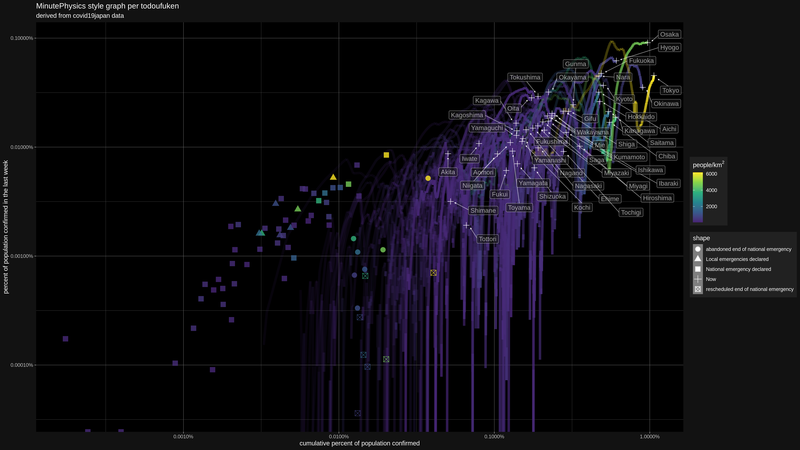 MinutePhysics style graph per todoufuken
derived from covid19japan data
percent of population confirmed in the last week
0.10000%
0.01000%
0.00100%
0.00010%
Osaka
Hyogo
Gunma
Fukuoka
Tokushima
Okayama
Nara
Tokyo
Kagawa
Kyoto
Okinawa
Oita
Kagoshima
Gifu
Hokkaido
Yamaguchi
Wakayama
Kanagawa
Aichi
Fukushima
Mie
Shiga
Saitama
Iwate
Yamanashi
Saga
Kumamoto
Chiba
Akita
Aomori
Nagano
Miyazaki
Ishikawa
Niigata
Yamagata
Nagasaki
Miyagi
Ibaraki
Fukui
Shizuoka
Ehime
Hiroshima
Shimane
Toyama
Kochi
Tochigi
Tottori
0.0010%
0.0100%
0.1000%
1.0000%
cumulative percent of population confirmed
people/km²
6000
4000
2000
shape
abandoned end of national emergency
Local emergencies declared
National emergency declared
Now
rescheduled end of national emergency